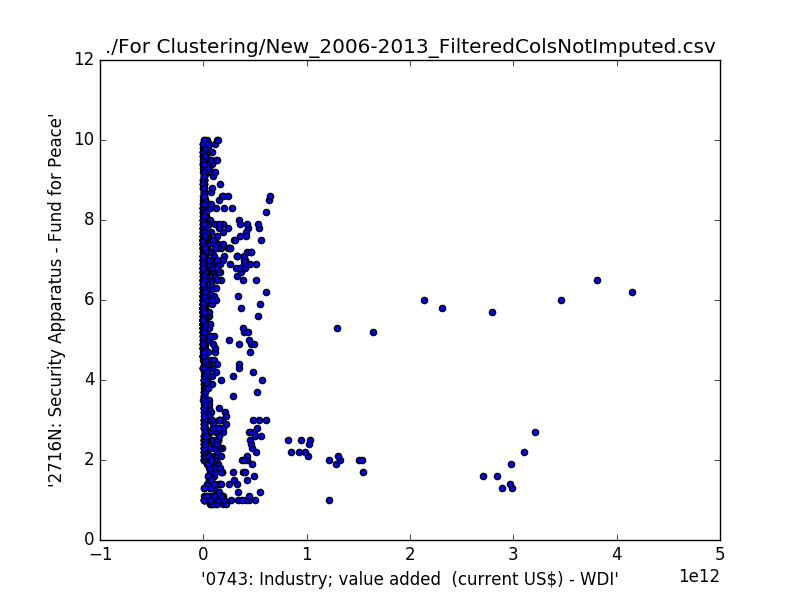 ./For Clustering/New_2006-2013_FilteredColsNotImputed.csv
'2716N: Security Apparatus - Fund for Peace'
12
10
8
6
4
2
0
−1 0 1 2 3 4 5
1e12
'0743: Industry; value added  (current US$) - WDI'